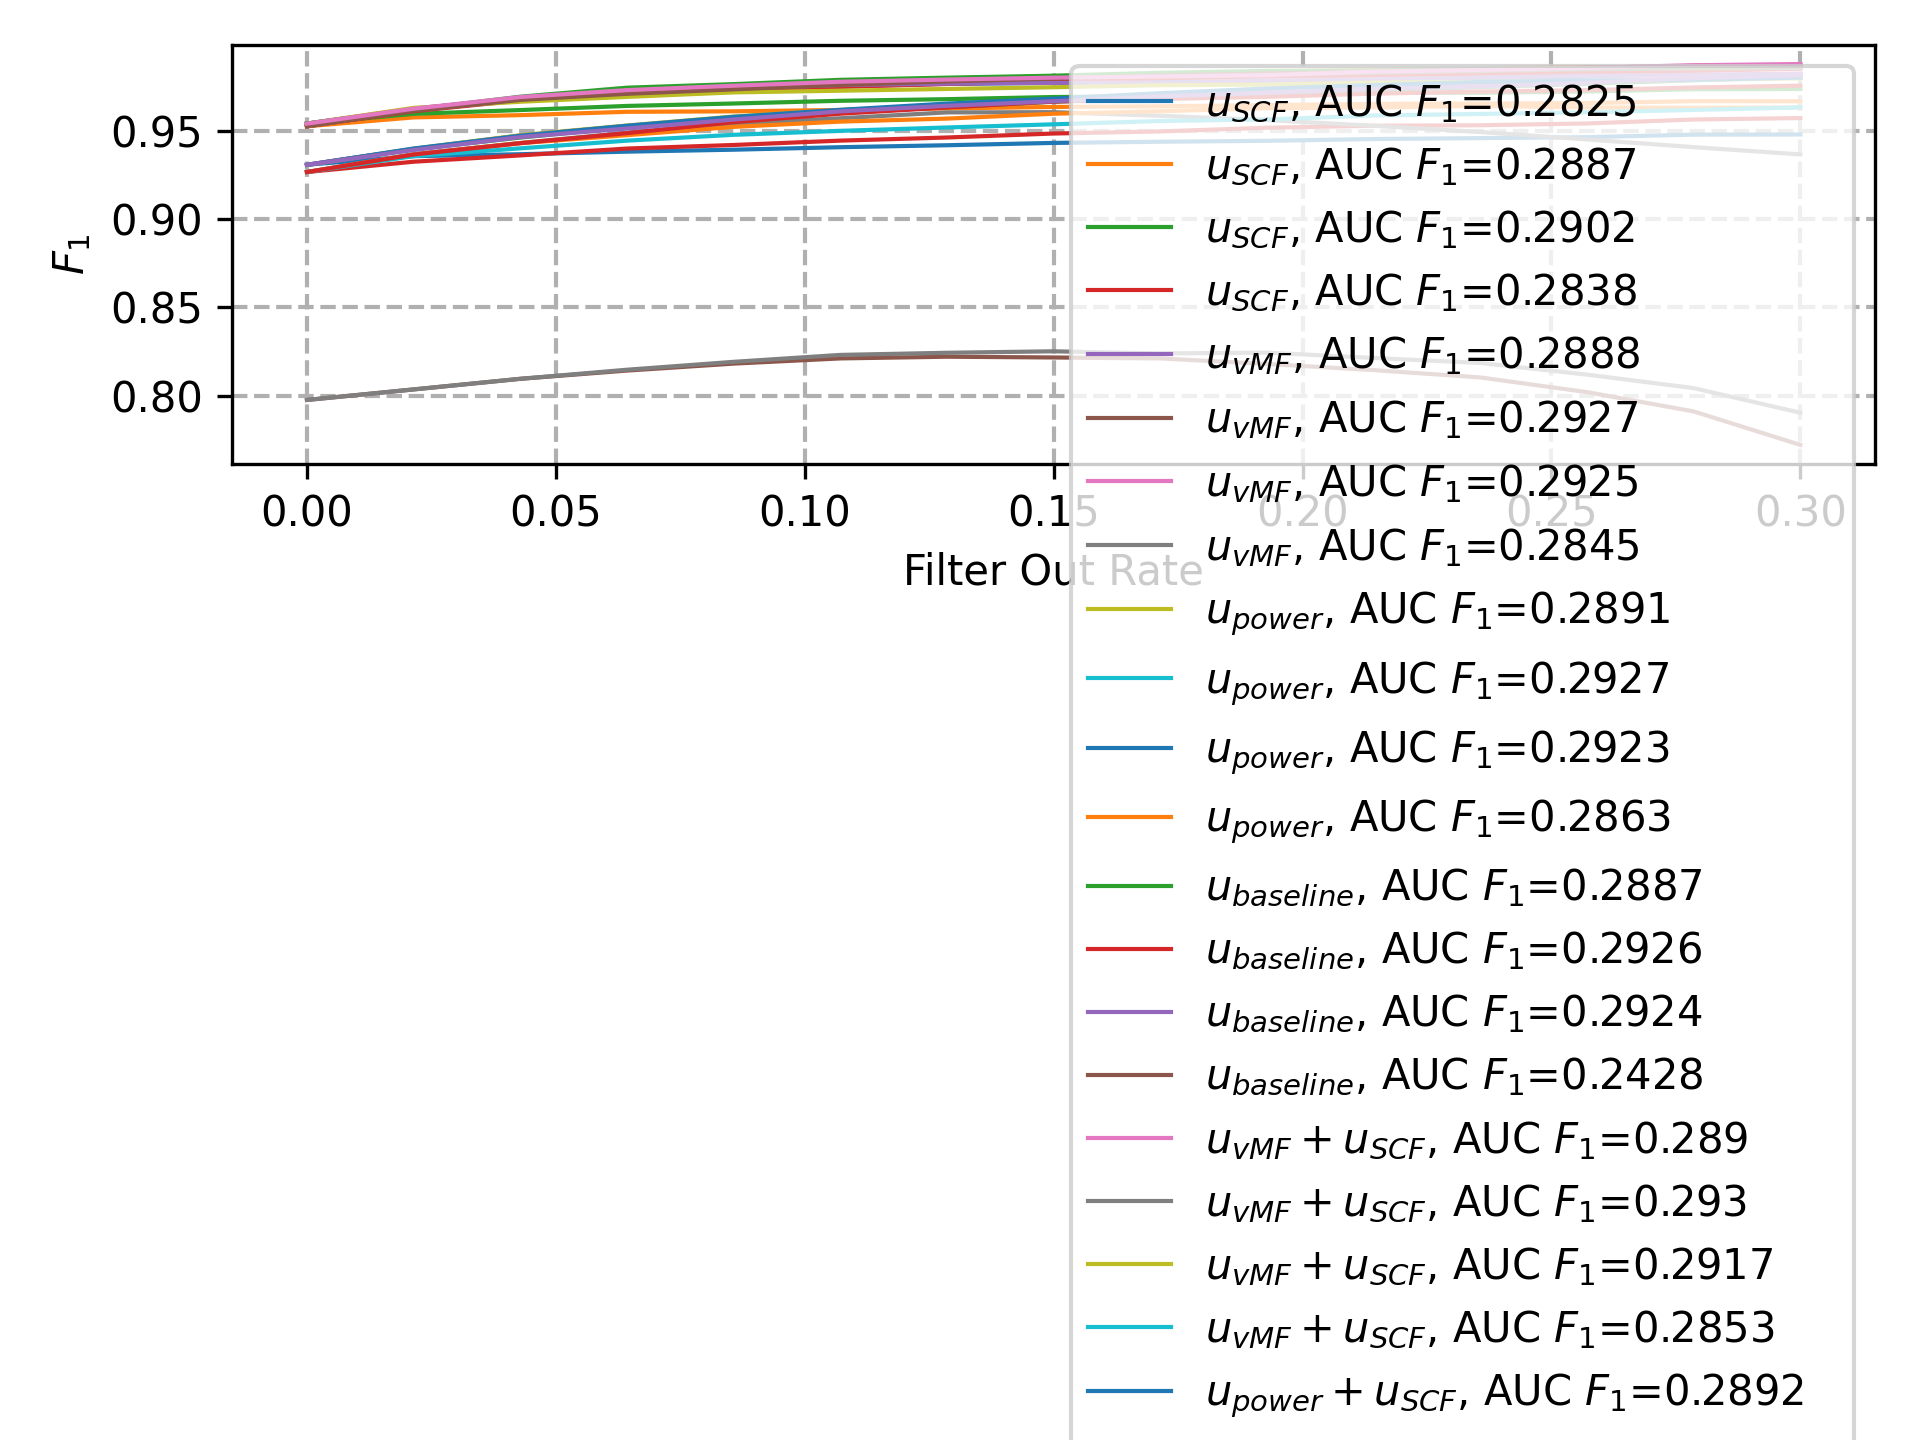 F1
0.95
0.90
0.85
0.80
0.00 0.05 0.10 0.15 0.20 0.25 0.30
Filter Out Rate
uSCF, AUC F1=0.2825
uSCF, AUC F1=0.2887
uSCF, AUC F1=0.2902
uSCF, AUC F1=0.2838
uvMF, AUC F1=0.2888
uvMF, AUC F1=0.2927
uvMF, AUC F1=0.2925
uvMF, AUC F1=0.2845
upower, AUC F1=0.2891
upower, AUC F1=0.2927
upower, AUC F1=0.2923
upower, AUC F1=0.2863
ubaseline, AUC F1=0.2887
ubaseline, AUC F1=0.2926
ubaseline, AUC F1=0.2924
ubaseline, AUC F1=0.2428
uvMF + uSCF, AUC F1=0.289
uvMF + uSCF, AUC F1=0.293
uvMF + uSCF, AUC F1=0.2917
uvMF + uSCF, AUC F1=0.2853
upower + uSCF, AUC F1=0.2892